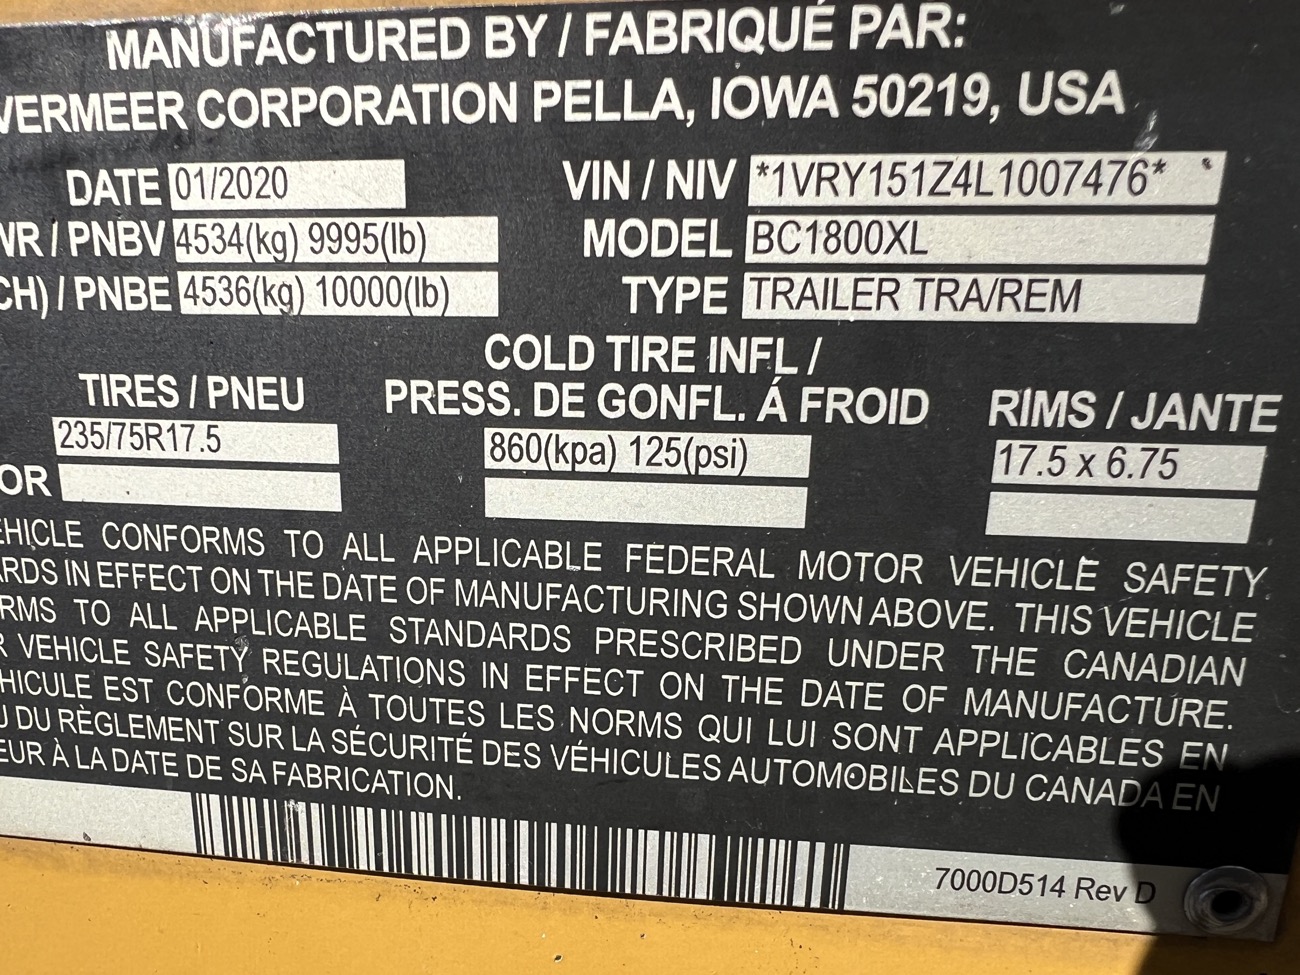 MANUFACTURED BY / FABRIQUÉ PAR:
VERMEER CORPORATION PELLA, IOWA 50219, USA
DATE 01/2020 VIN / NIV *1VRY151Z4L1007476*
WR / PNBV 4534(kg) 9995(lb) MODEL BC1800XL
CH) / PNBE 4536(kg) 10000(lb) TYPE TRAILER TRA/REM
COLD TIRE INFL /
TIRES / PNEU PRESS. DE GONFL. Á FROID RIMS / JANTE
235/75R17.5 860(kpa) 125(psi) 17.5 x 6.75
OR
EHICLE CONFORMS TO ALL APPLICABLE FEDERAL MOTOR VEHICLE SAFETY
ARDS IN EFFECT ON THE DATE OF MANUFACTURING SHOWN ABOVE. THIS VEHICLE
RMS TO ALL APPLICABLE STANDARDS PRESCRIBED UNDER THE CANADIAN
R VEHICLE SAFETY REGULATIONS IN EFFECT ON THE DATE OF MANUFACTURE.
HICULE EST CONFORME À TOUTES LES NORMS QUI LUI SONT APPLICABLES EN
U DU RÈGLEMENT SUR LA SÉCURITÉ DES VÉHICULES AUTOMOBILES DU CANADA EN
EUR À LA DATE DE SA FABRICATION.
7000D514 Rev D